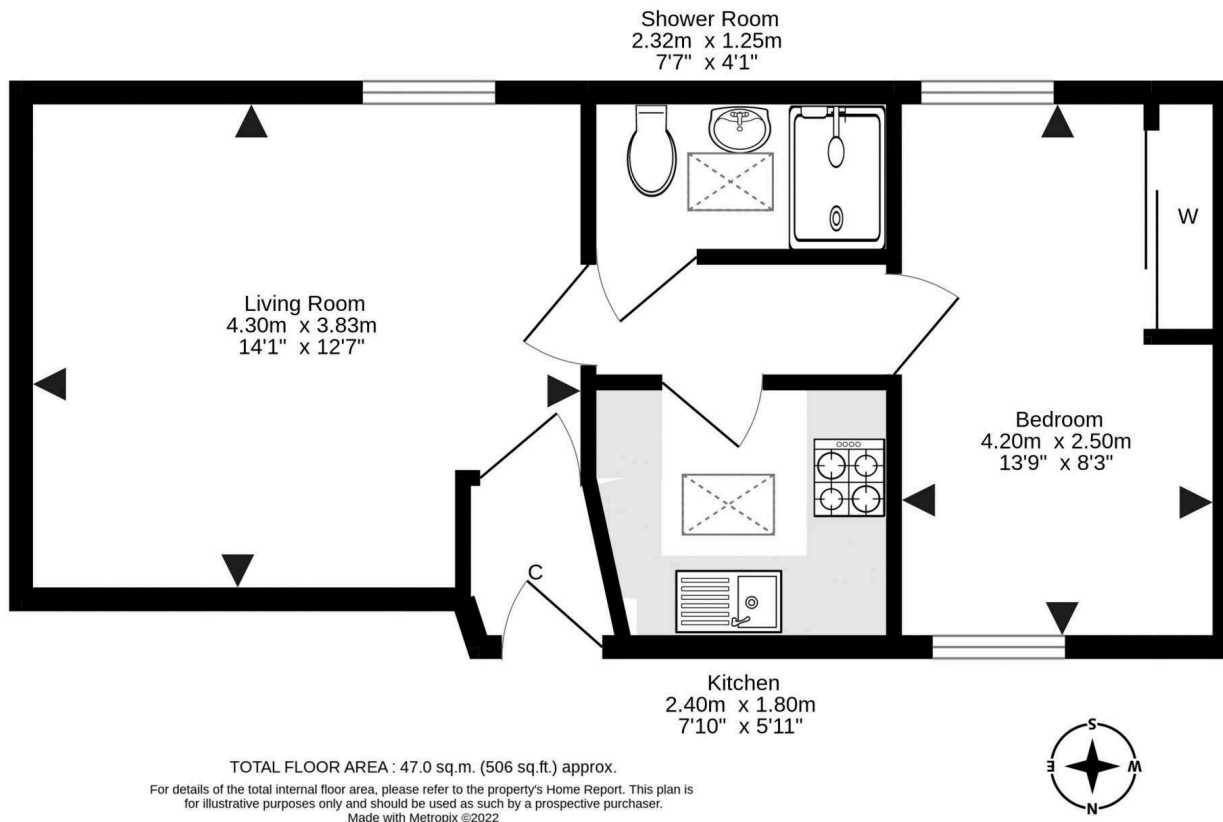 Shower Room
2.32m x 1.25m
7'7" x 4'1"
Living Room
4.30m x 3.83m
14'1" x 12'7"
W
Bedroom
4.20m x 2.50m
13'9" x 8'3"
C
Kitchen
2.40m x 1.80m
7'10" x 5'11"
TOTAL FLOOR AREA : 47.0 sq.m. (506 sq.ft.) approx.
For details of the total internal floor area, please refer to the property's Home Report. This plan is
for illustrative purposes only and should be used as such by a prospective purchaser.
Made with Metropix ©2022
S
E W
N